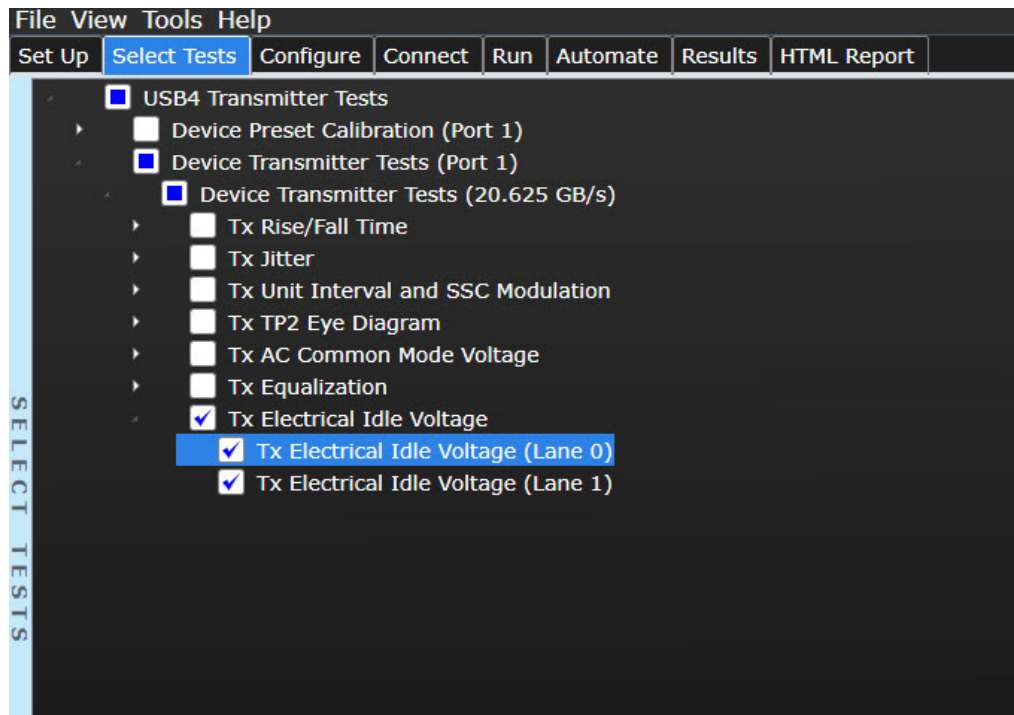 File View Tools Help
Set Up Select Tests Configure Connect Run Automate Results HTML Report
USB4 Transmitter Tests
Device Preset Calibration (Port 1)
Device Transmitter Tests (Port 1)
Device Transmitter Tests (20.625 GB/s)
Tx Rise/Fall Time
Tx Jitter
Tx Unit Interval and SSC Modulation
Tx TP2 Eye Diagram
Tx AC Common Mode Voltage
Tx Equalization
Tx Electrical Idle Voltage
Tx Electrical Idle Voltage (Lane 0)
Tx Electrical Idle Voltage (Lane 1)
SELECT TESTS